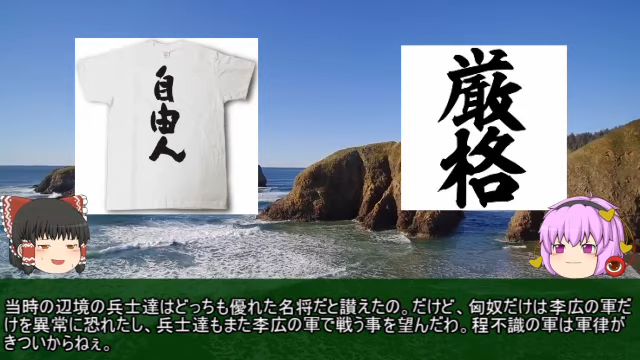 自由人
厳格
当時の辺境の兵士達はどっちも優れた名将だと讃えたの。だけど、匈奴だけは李広の軍だ
けを異常に恐れたし、兵士達もまた李広の軍で戦う事を望んだわ。程不識の軍は軍律が
きついからねぇ。